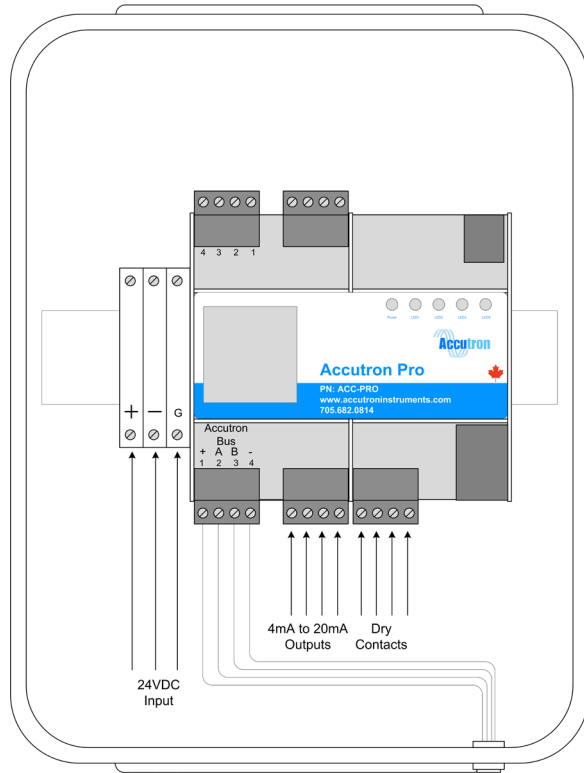 4 3 2 1
Power LED1 LED2 LED3 LED4
Accutron
Accutron Pro
PN: ACC-PRO
www.accutroninstruments.com
705.682.0814
+ − G
Accutron
Bus
+ A B -
1 2 3 4
4mA to 20mA
Outputs
Dry
Contacts
24VDC
Input